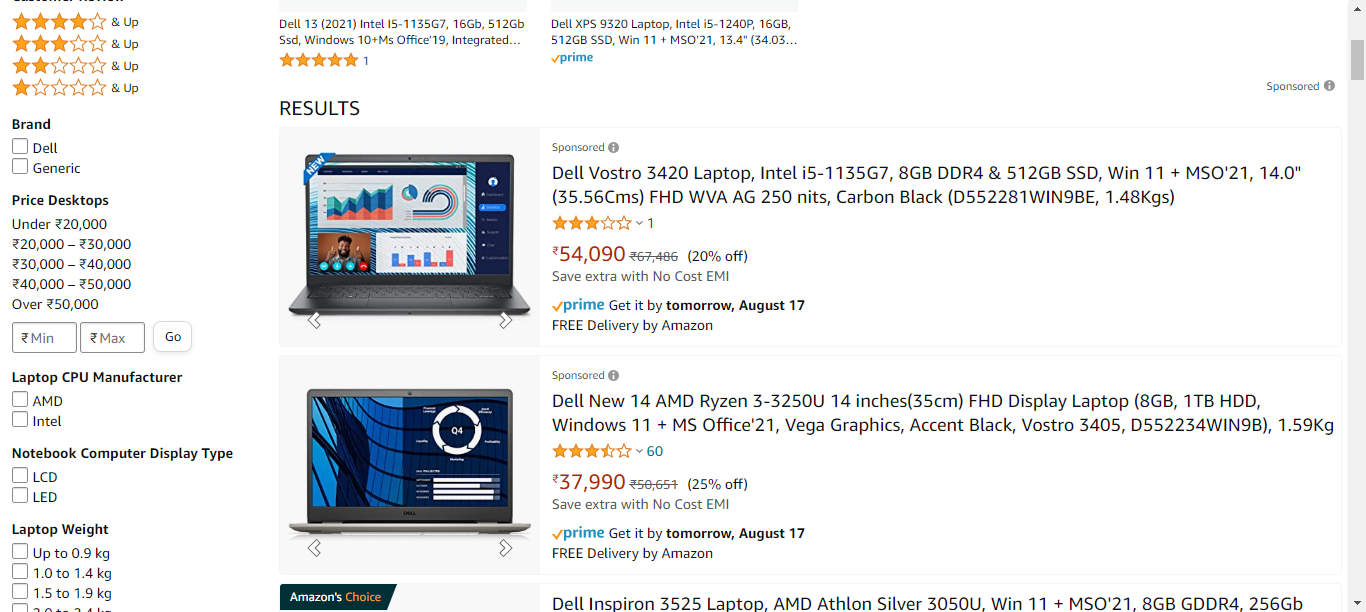 & Up
& Up
& Up
& Up
Brand
Dell
Generic
Price Desktops
Under ₹20,000
₹20,000 – ₹30,000
₹30,000 – ₹40,000
₹40,000 – ₹50,000
Over ₹50,000
₹ Min ₹ Max Go
Laptop CPU Manufacturer
AMD
Intel
Notebook Computer Display Type
LCD
LED
Laptop Weight
Up to 0.9 kg
1.0 to 1.4 kg
1.5 to 1.9 kg
Dell 13 (2021) Intel I5-1135G7, 16Gb, 512Gb
Ssd, Windows 10+Ms Office'19, Integrated…
1
Dell XPS 9320 Laptop, Intel i5-1240P, 16GB,
512GB SSD, Win 11 + MSO'21, 13.4" (34.03…
prime
Sponsored
RESULTS
NEW
Sponsored
Dell Vostro 3420 Laptop, Intel i5-1135G7, 8GB DDR4 & 512GB SSD, Win 11 + MSO'21, 14.0"
(35.56Cms) FHD WVA AG 250 nits, Carbon Black (D552281WIN9BE, 1.48Kgs)
1
₹54,090 ₹67,486 (20% off)
Save extra with No Cost EMI
prime Get it by tomorrow, August 17
FREE Delivery by Amazon
Q4
DELL
Sponsored
Dell New 14 AMD Ryzen 3-3250U 14 inches(35cm) FHD Display Laptop (8GB, 1TB HDD,
Windows 11 + MS Office'21, Vega Graphics, Accent Black, Vostro 3405, D552234WIN9B), 1.59Kg
60
₹37,990 ₹50,651 (25% off)
Save extra with No Cost EMI
prime Get it by tomorrow, August 17
FREE Delivery by Amazon
Amazon's Choice
Dell Inspiron 3525 Laptop, AMD Athlon Silver 3050U, Win 11 + MSO'21, 8GB GDDR4, 256Gb